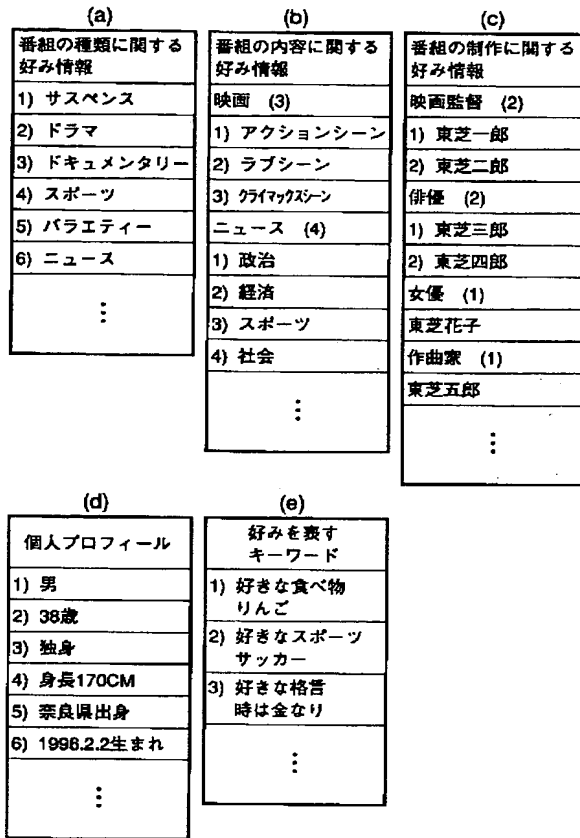 (a)
番組の種類に関する
好み情報
1) サスペンス
2) ドラマ
3) ドキュメンタリー
4) スポーツ
5) バラエティー
6) ニュース
⋮
(b)
番組の内容に関する
好み情報
映画 (3)
1) アクションシーン
2) ラブシーン
3) クライマックスシーン
ニュース (4)
1) 政治
2) 経済
3) スポーツ
4) 社会
⋮
(c)
番組の制作に関する
好み情報
映画監督 (2)
1) 東芝一郎
2) 東芝二郎
俳優 (2)
1) 東芝三郎
2) 東芝四郎
女優 (1)
東芝花子
作曲家 (1)
東芝五郎
⋮
(d)
個人プロフィール
1) 男
2) 38歳
3) 独身
4) 身長170CM
5) 奈良県出身
6) 1998.2.2生まれ
⋮
(e)
好みを表す
キーワード
1) 好きな食べ物
りんご
2) 好きなスポーツ
サッカー
3) 好きな格言
時は金なり
⋮